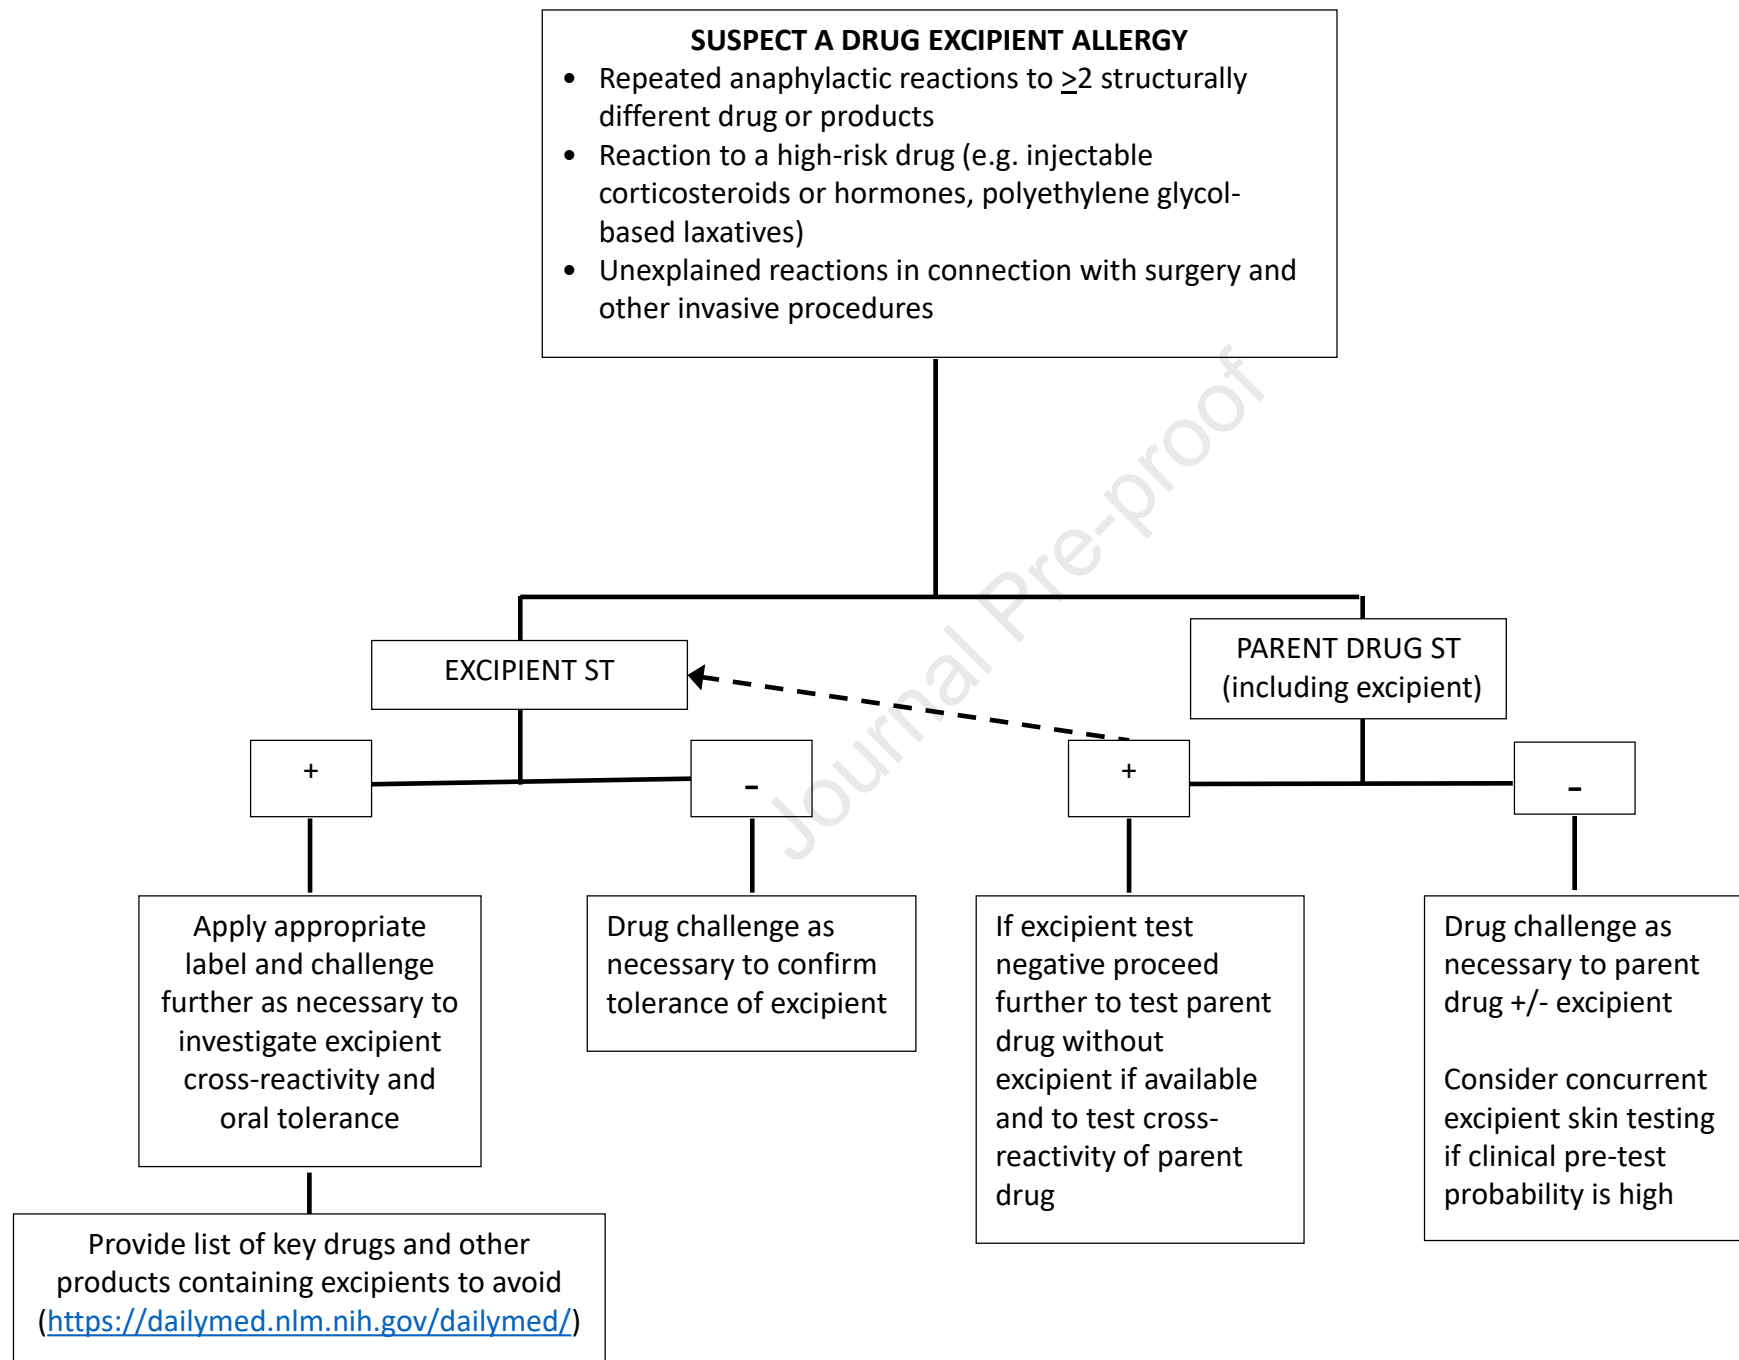 SUSPECT A DRUG EXCIPIENT ALLERGY
• Repeated anaphylactic reactions to ≥2 structurally
different drug or products
• Reaction to a high-risk drug (e.g. injectable
corticosteroids or hormones, polyethylene glycol-
based laxatives)
• Unexplained reactions in connection with surgery and
other invasive procedures
Journal Pre-proof
EXCIPIENT ST
PARENT DRUG ST
(including excipient)
+
-
+
-
Apply appropriate
label and challenge
further as necessary to
investigate excipient
cross-reactivity and
oral tolerance
Drug challenge as
necessary to confirm
tolerance of excipient
If excipient test
negative proceed
further to test parent
drug without
excipient if available
and to test cross-
reactivity of parent
drug
Drug challenge as
necessary to parent
drug +/- excipient
Consider concurrent
excipient skin testing
if clinical pre-test
probability is high
Provide list of key drugs and other
products containing excipients to avoid
(https://dailymed.nlm.nih.gov/dailymed/)